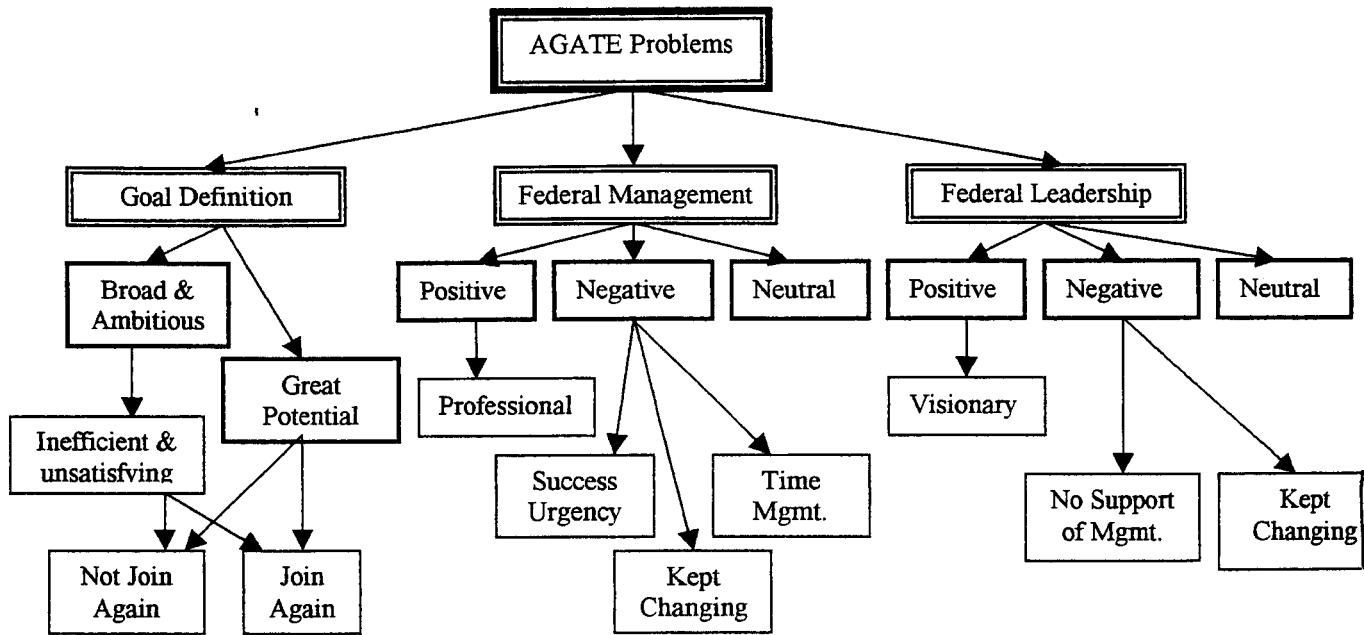 AGATE Problems
Goal Definition
Federal Management
Federal Leadership
Broad &
Ambitious
Positive
Negative
Neutral
Positive
Negative
Neutral
Great
Potential
Professional
Visionary
Inefficient &
unsatisfying
Success
Urgency
Time
Mgmt.
No Support
of Mgmt.
Kept
Changing
Not Join
Again
Join
Again
Kept
Changing